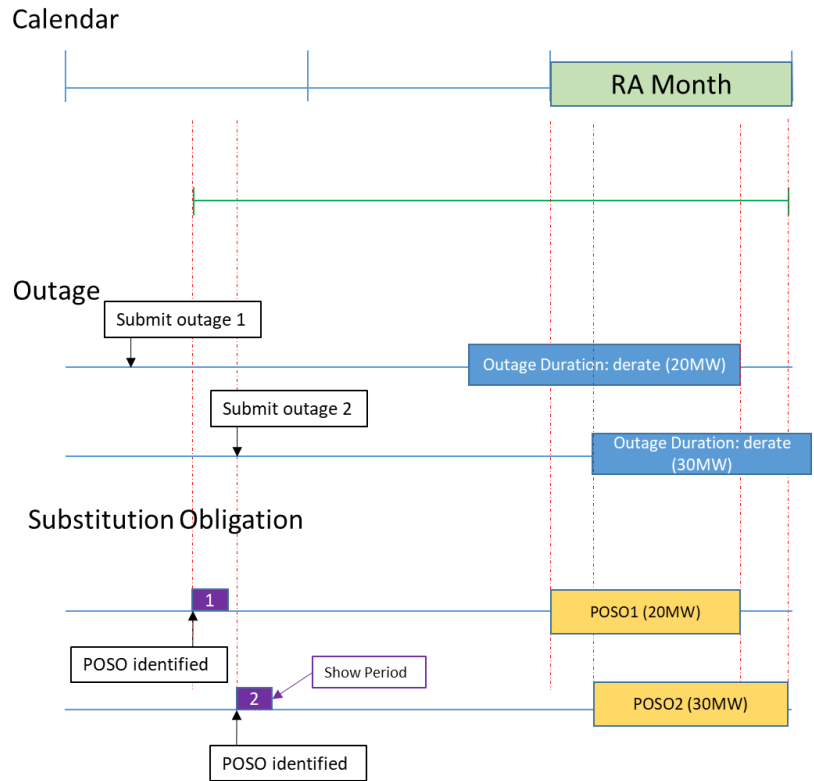 Calendar
RA Month
Outage
Submit outage 1
Outage Duration: derate (20MW)
Submit outage 2
Outage Duration: derate
(30MW)
Substitution Obligation
1
POSO1 (20MW)
POSO identified
Show Period
2
POSO2 (30MW)
POSO identified